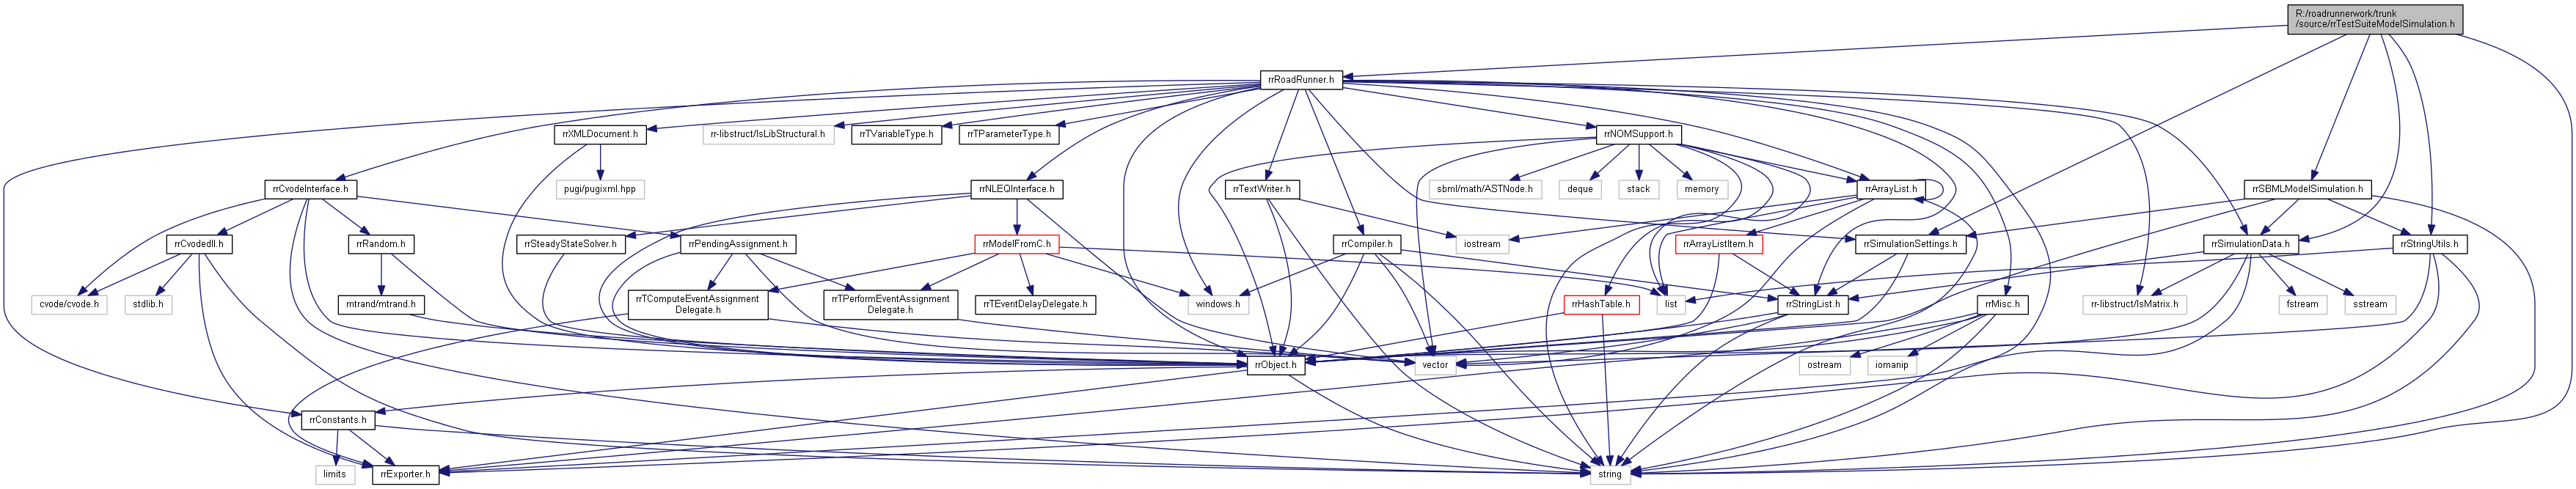 R:/roadrunnerwork/trunk
/source/rrTestSuiteModelSimulation.h
rrRoadRunner.h
rrXMLDocument.h
rr-libstruct/lsLibStructural.h
rrTVariableType.h
rrTParameterType.h
rrNOMSupport.h
pugi/pugixml.hpp
rrCvodeInterface.h
rrNLEQInterface.h
rrTextWriter.h
sbml/math/ASTNode.h
deque
stack
memory
rrArrayList.h
rrSBMLModelSimulation.h
rrCvodedll.h
rrRandom.h
rrSteadyStateSolver.h
rrPendingAssignment.h
rrModelFromC.h
rrCompiler.h
iostream
rrArrayListItem.h
rrSimulationSettings.h
rrSimulationData.h
rrStringUtils.h
cvode/cvode.h
stdlib.h
mtrand/mtrand.h
rrTComputeEventAssignment
Delegate.h
rrTPerformEventAssignment
Delegate.h
rrTEventDelayDelegate.h
windows.h
rrHashTable.h
list
rrStringList.h
rrMisc.h
rr-libstruct/lsMatrix.h
fstream
sstream
rrObject.h
vector
ostream
iomanip
rrConstants.h
limits
rrExporter.h
string